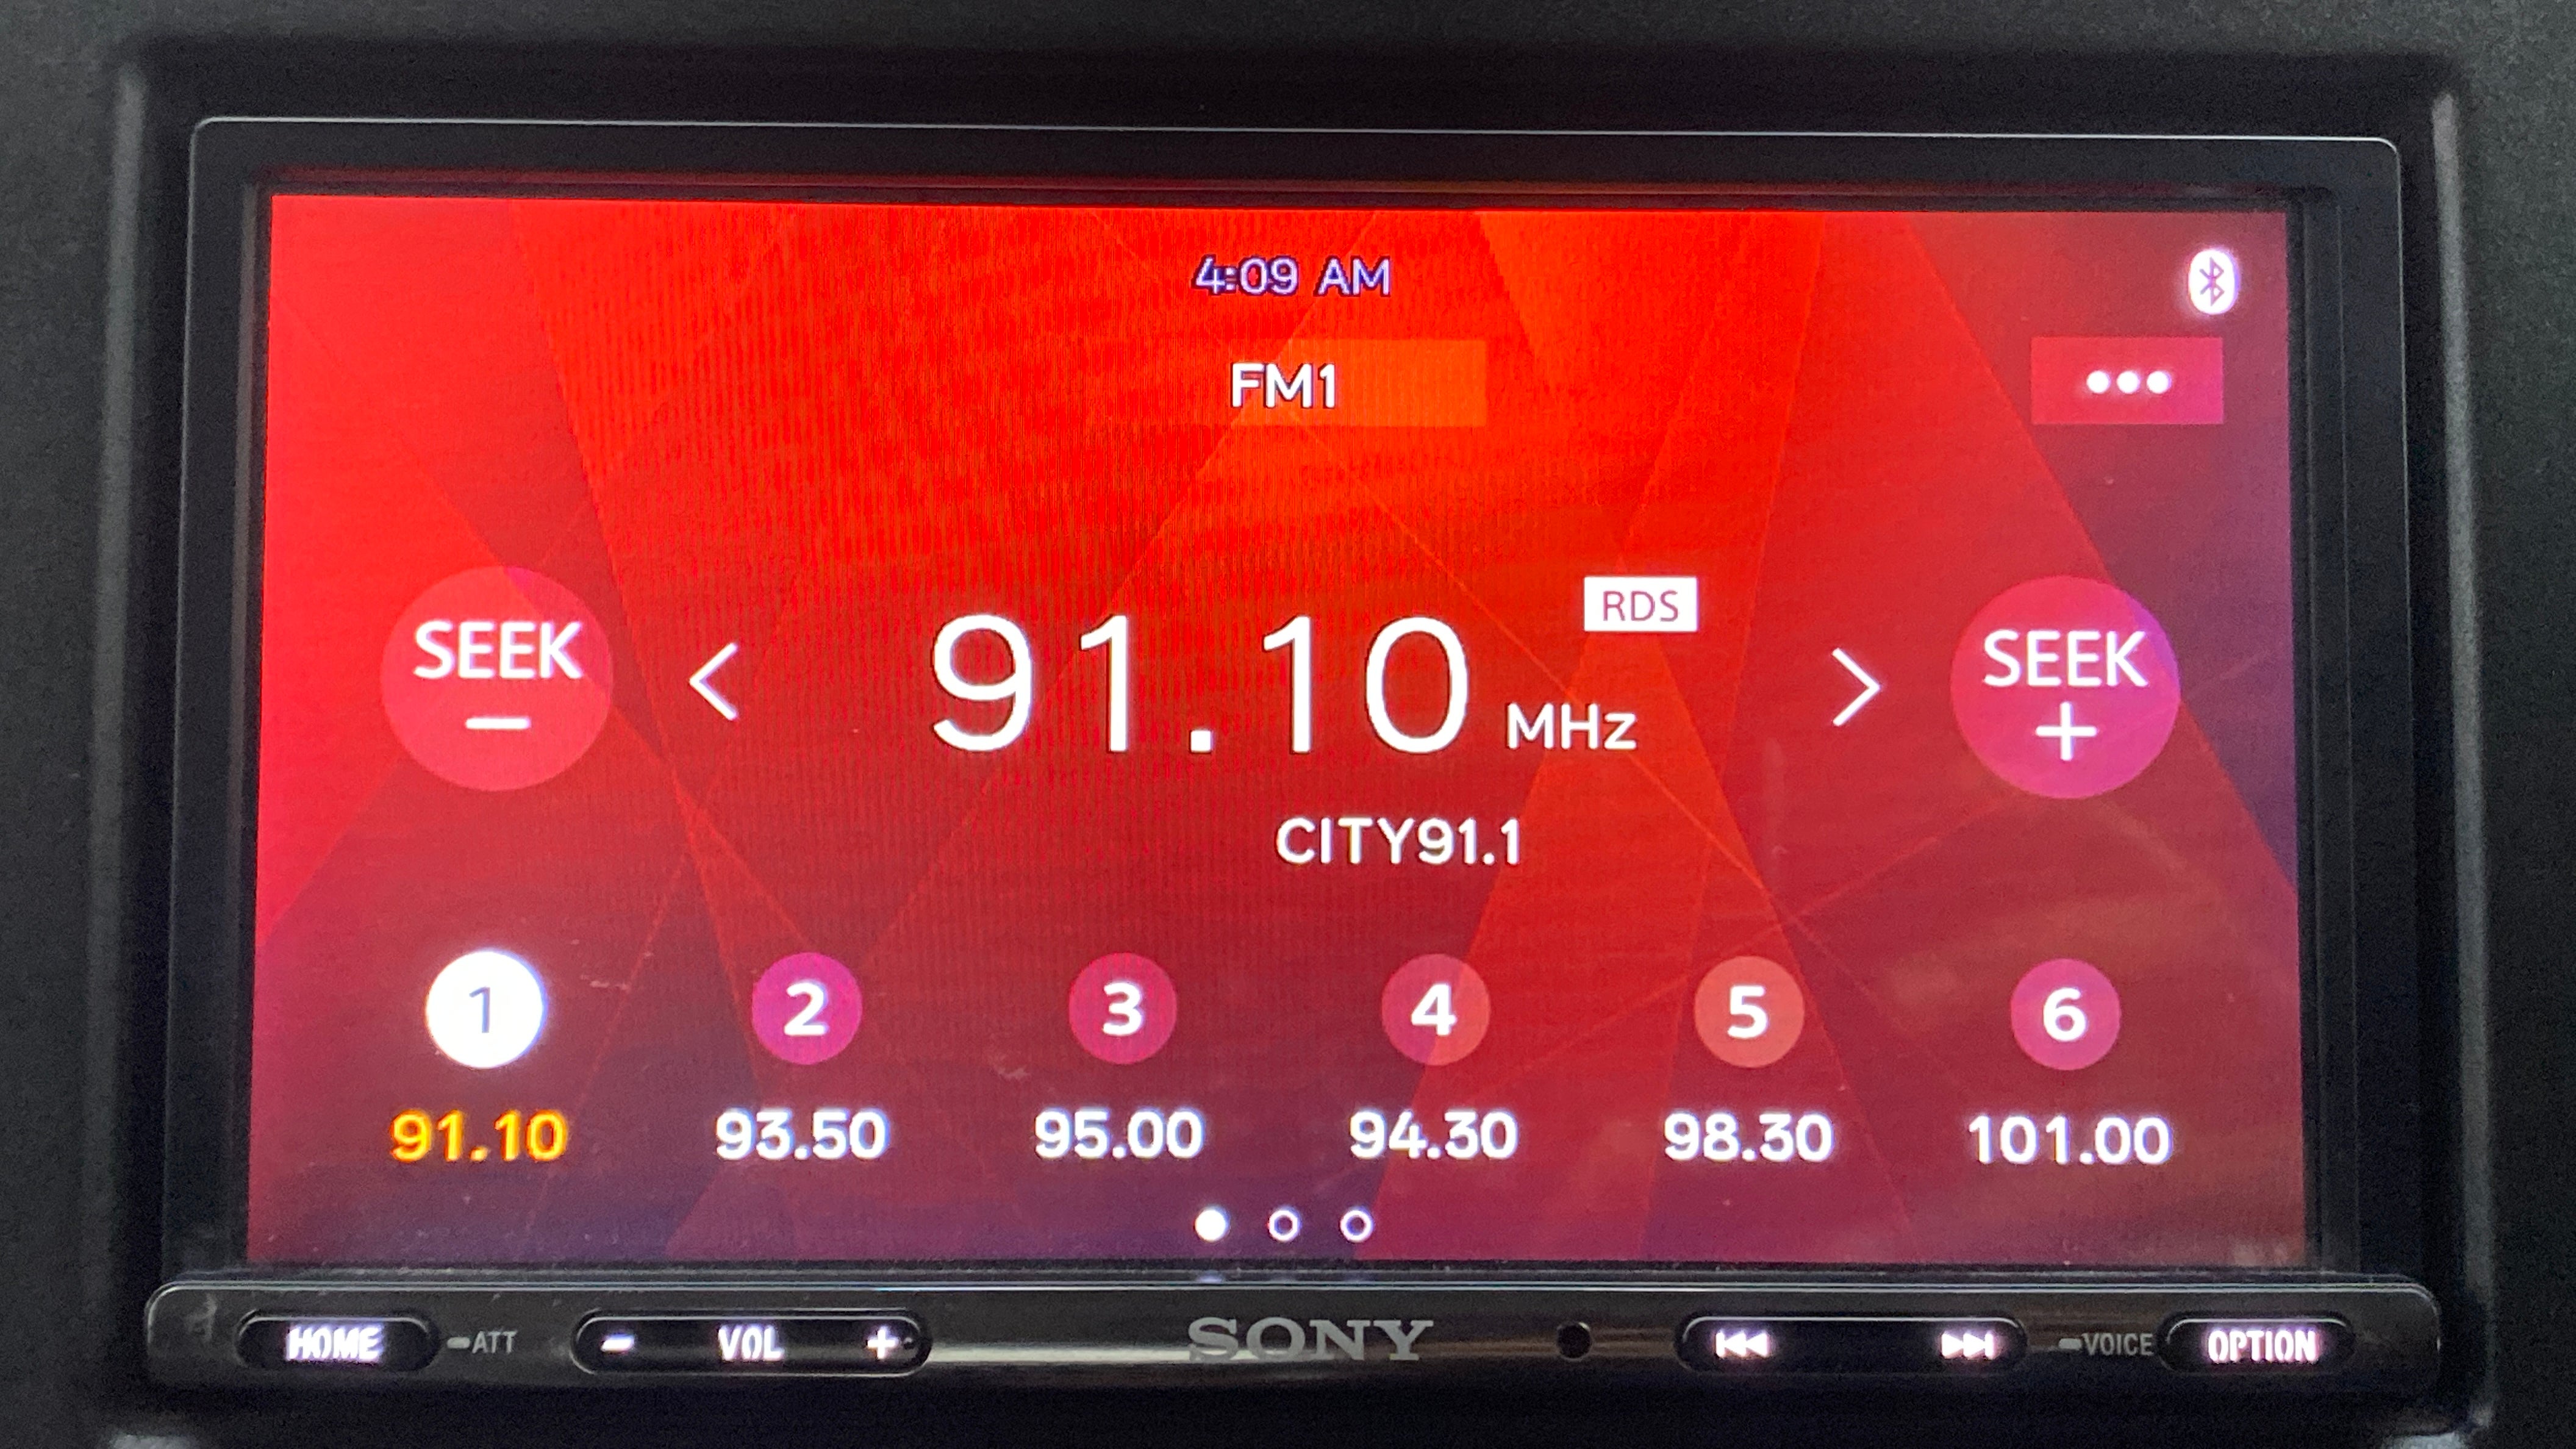 4:09 AM
FM1
RDS
SEEK
−
91.10 MHz
SEEK
+
CITY91.1
1 2 3 4 5 6
91.10 93.50 95.00 94.30 98.30 101.00
HOME ATT - VOL + SONY VOICE OPTION